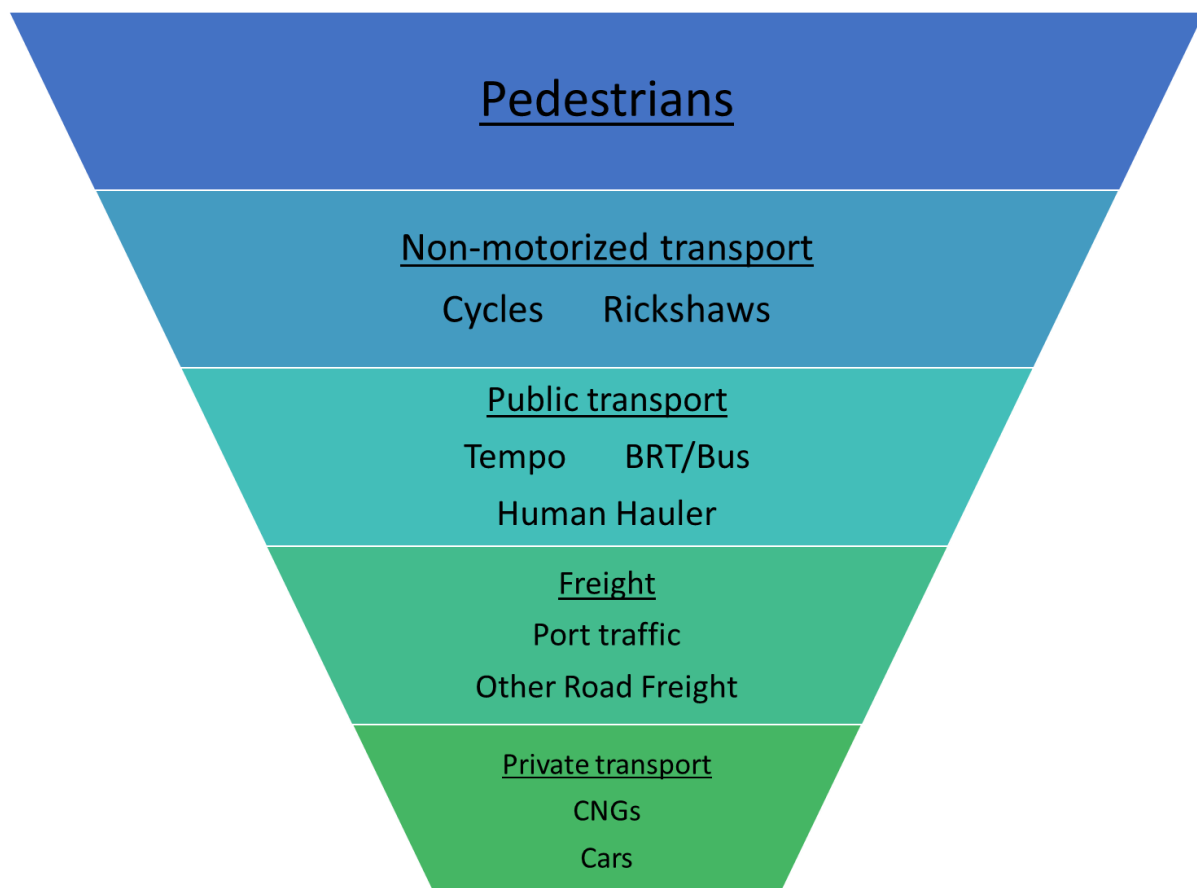 Pedestrians
Non-motorized transport
Cycles Rickshaws
Public transport
Tempo BRT/Bus
Human Hauler
Freight
Port traffic
Other Road Freight
Private transport
CNGs
Cars